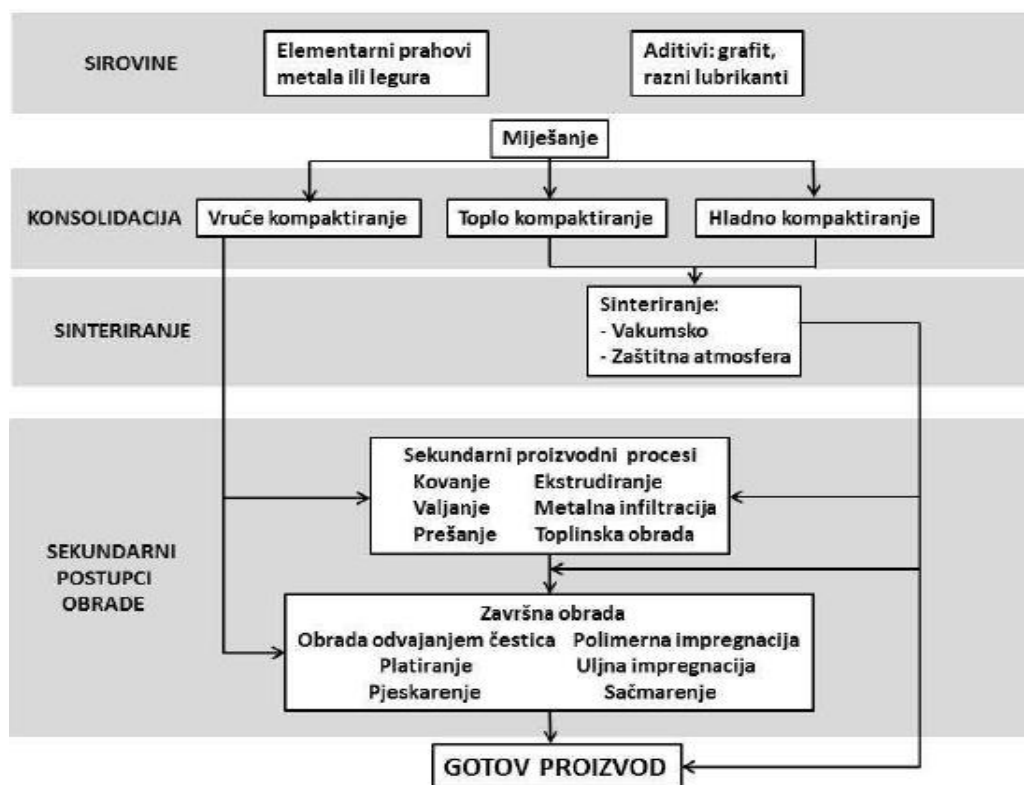 SIROVINE
Elementarni prahovi
metala ili legura
Aditivi: grafit,
razni lubrikanti
Miješanje
KONSOLIDACIJA
Vruće kompaktiranje
Toplo kompaktiranje
Hladno kompaktiranje
SINTERIRANJE
Sinteriranje:
- Vakumsko
- Zaštitna atmosfera
SEKUNDARNI
POSTUPCI
OBRADE
Sekundarni proizvodni procesi
Kovanje Ekstrudiranje
Valjanje Metalna infiltracija
Prešanje Toplinska obrada
Završna obrada
Obrada odvajanjem čestica Polimerna impregnacija
Platiranje Uljna impregnacija
Pjeskarenje Sačmarenje
GOTOV PROIZVOD